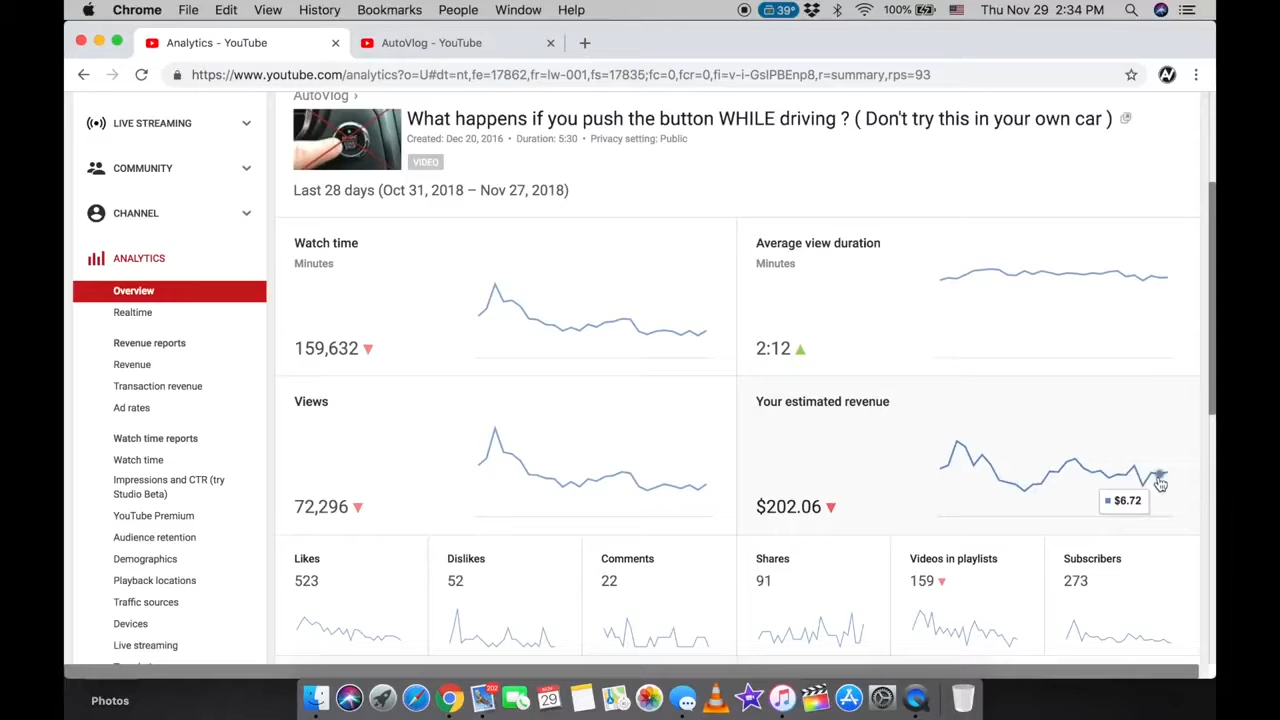 Chrome File Edit View History Bookmarks People Window Help 39° 100% Thu Nov 29 2:34 PM
Analytics - YouTube AutoVlog - YouTube
https://www.youtube.com/analytics?o=U#dt=nt,fe=17862,fr=lw-001,fs=17835;fc=0,fcr=0,fi=v-i-GsIPBEnp8,r=summary,rps=93
AutoVlog ›
LIVE STREAMING
What happens if you push the button WHILE driving ? ( Don't try this in your own car )
Created: Dec 20, 2016 • Duration: 5:30 • Privacy setting: Public
VIDEO
COMMUNITY
Last 28 days (Oct 31, 2018 – Nov 27, 2018)
CHANNEL
ANALYTICS
Overview
Realtime
Revenue reports
Revenue
Transaction revenue
Ad rates
Watch time reports
Watch time
Impressions and CTR (try
Studio Beta)
YouTube Premium
Audience retention
Demographics
Playback locations
Traffic sources
Devices
Live streaming
Watch time
Minutes
159,632
Average view duration
Minutes
2:12
Views
72,296
Your estimated revenue
$202.06
$6.72
Likes
523
Dislikes
52
Comments
22
Shares
91
Videos in playlists
159
Subscribers
273
Photos
202
29